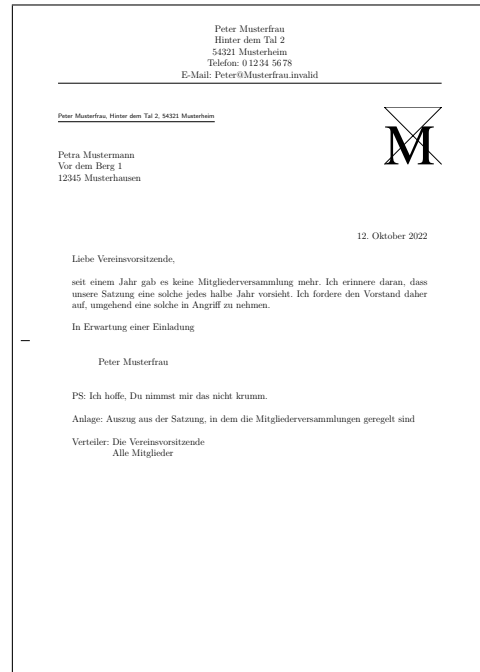 Peter Musterfrau
Hinter dem Tal 2
54321 Musterheim
Telefon: 0 12 34 56 78
E-Mail: Peter@Musterfrau.invalid
Peter Musterfrau, Hinter dem Tal 2, 54321 Musterheim
M
Petra Mustermann
Vor dem Berg 1
12345 Musterhausen
12. Oktober 2022
Liebe Vereinsvorsitzende,
seit einem Jahr gab es keine Mitgliederversammlung mehr. Ich erinnere daran, dass
unsere Satzung eine solche jedes halbe Jahr vorsieht. Ich fordere den Vorstand daher
auf, umgehend eine solche in Angriff zu nehmen.
In Erwartung einer Einladung
Peter Musterfrau
PS: Ich hoffe, Du nimmst mir das nicht krumm.
Anlage: Auszug aus der Satzung, in dem die Mitgliederversammlungen geregelt sind
Verteiler: Die Vereinsvorsitzende
Alle Mitglieder